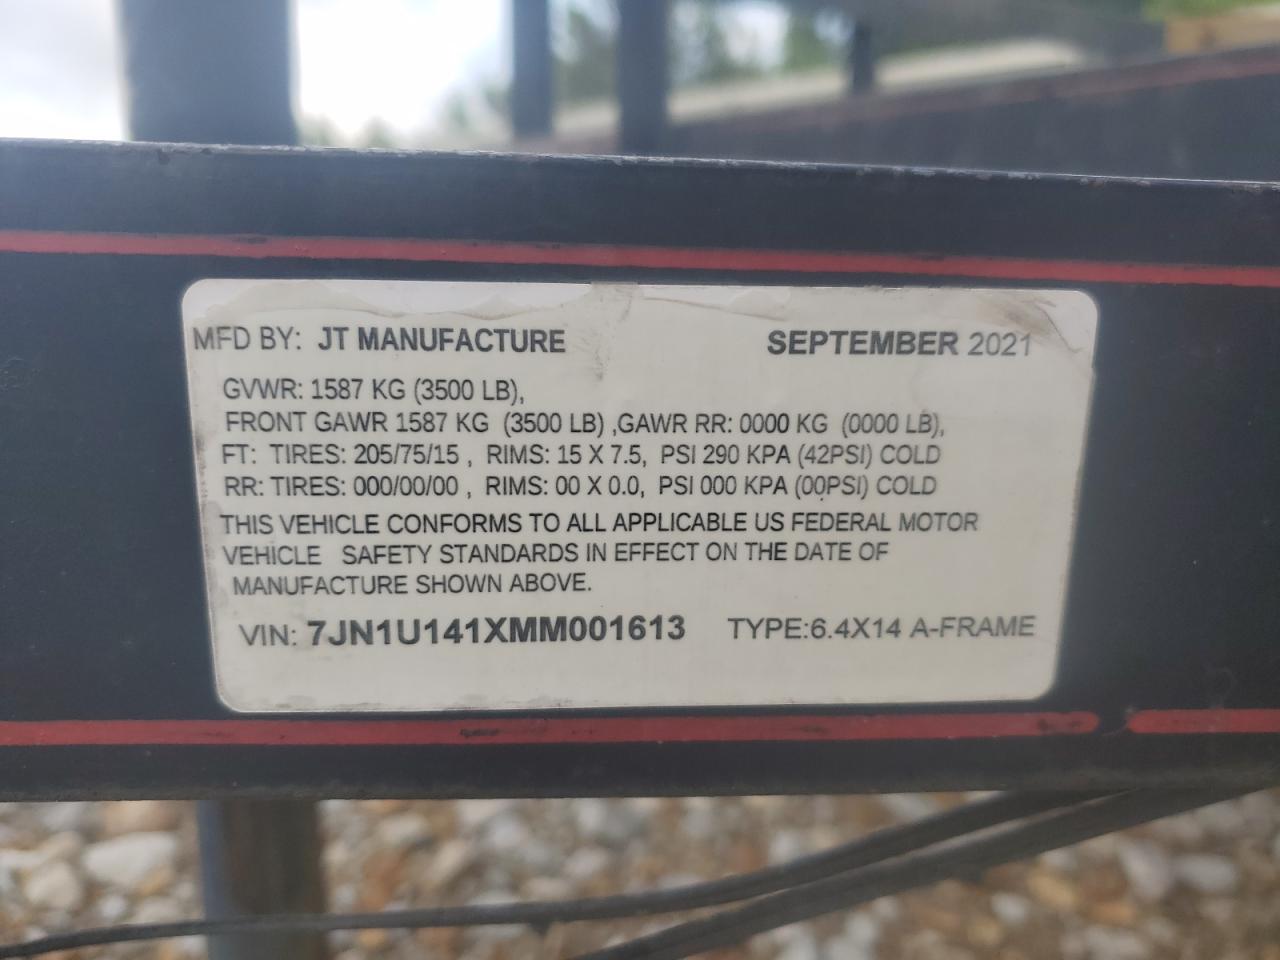 MFD BY: JT MANUFACTURE SEPTEMBER 2021
GVWR: 1587 KG (3500 LB),
FRONT GAWR 1587 KG (3500 LB) ,GAWR RR: 0000 KG (0000 LB),
FT: TIRES: 205/75/15 , RIMS: 15 X 7.5, PSI 290 KPA (42PSI) COLD
RR: TIRES: 000/00/00 , RIMS: 00 X 0.0, PSI 000 KPA (00PSI) COLD
THIS VEHICLE CONFORMS TO ALL APPLICABLE US FEDERAL MOTOR
VEHICLE SAFETY STANDARDS IN EFFECT ON THE DATE OF
MANUFACTURE SHOWN ABOVE.
VIN: 7JN1U141XMM001613 TYPE:6.4X14 A-FRAME